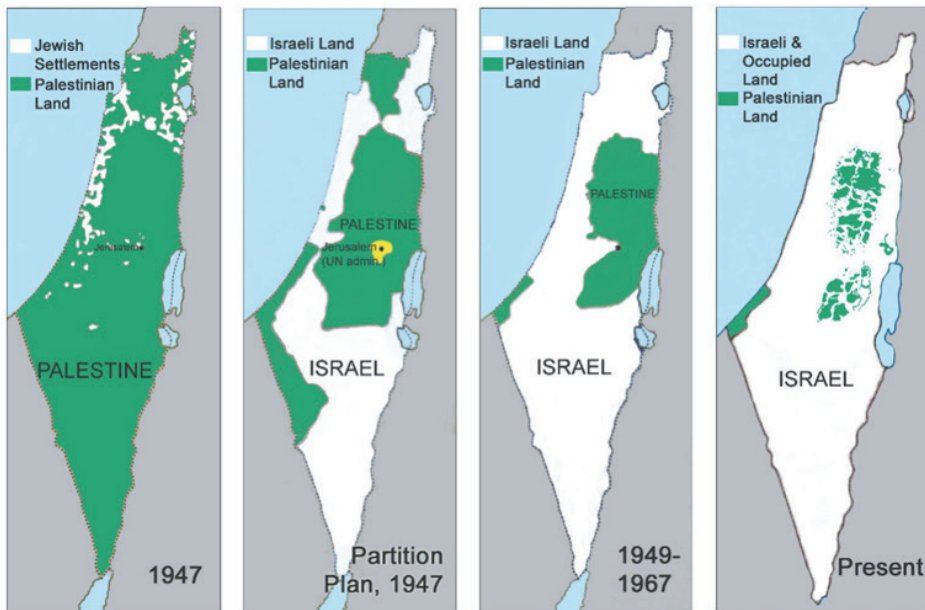 Jewish
Settlements
Palestinian
Land
Jerusalem
PALESTINE
1947
Israeli Land
Palestinian
Land
PALESTINE
Jerusalem
(UN admin.)
ISRAEL
Partition
Plan, 1947
Israeli Land
Palestinian
Land
PALESTINE
ISRAEL
1949-
1967
Israeli &
Occupied
Land
Palestinian
Land
ISRAEL
Present